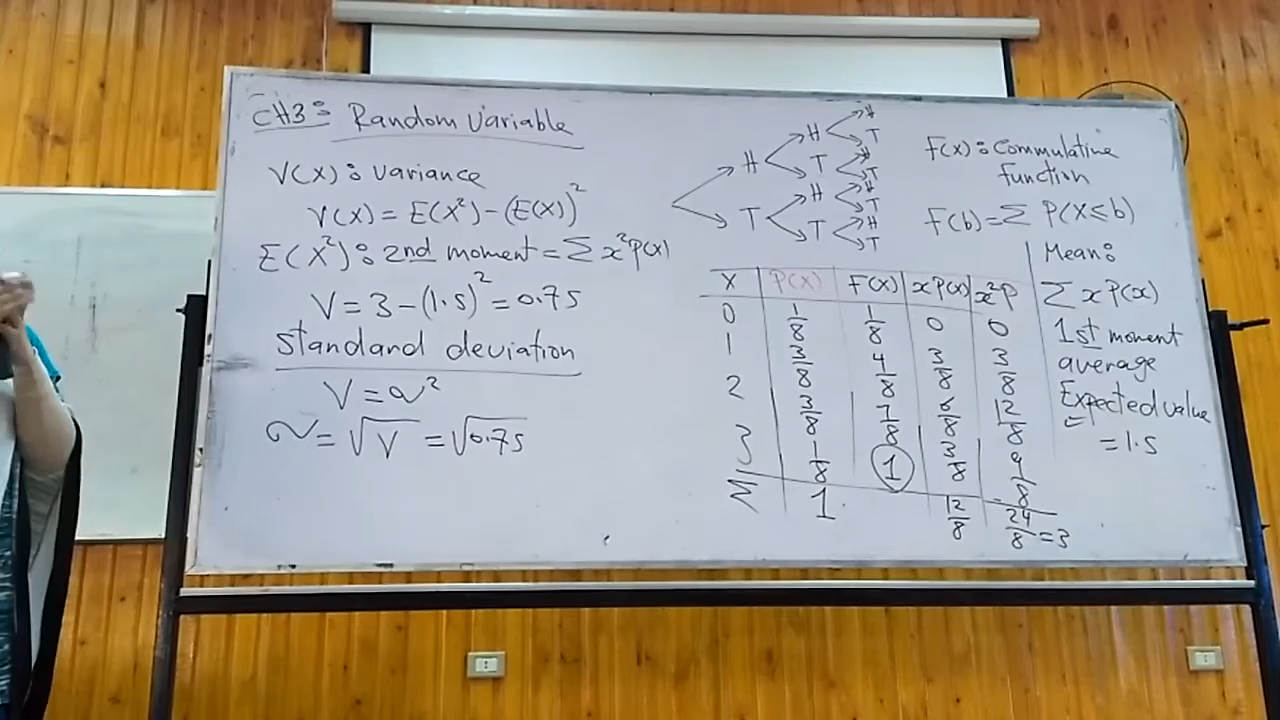 CH3: Random Variable
V(X): Variance
V(X) = E(X²) - (E(X))²
E(X²): 2nd moment = Σ x²P(x)
V = 3 - (1.5)² = 0.75
standard deviation
V = σ²
σ = √V = √0.75
H
T
H
T
H
T
H
T
H
T
H
T
H
T
F(X): Commulative
function
F(b) = Σ P(X≤b)
X P(X) F(X) xP(x) x²P
0 1/8 1/8 0 0
1 3/8 4/8 3/8 3/8
2 3/8 7/8 6/8 12/8
3 1/8 1 3/8 9/8
Σ 1 12/8 24/8 = 3
Mean:
Σ xP(x)
1st moment
average
Expected value
= 1.5